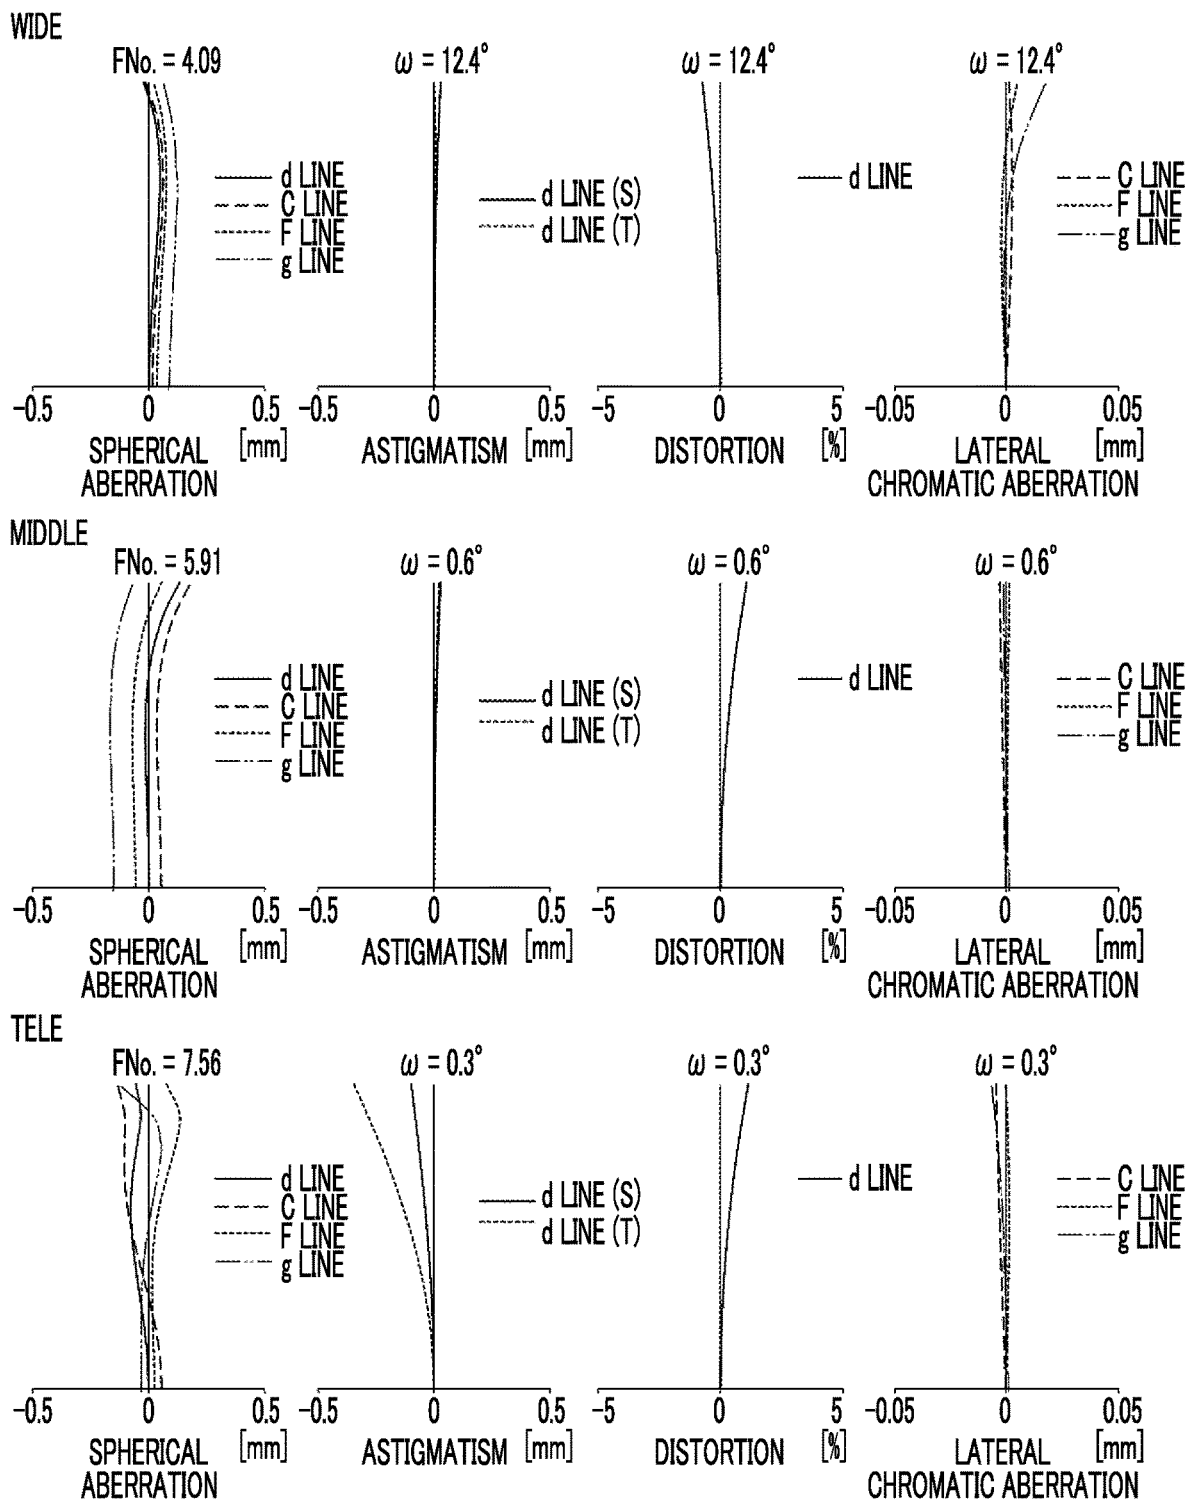 WIDE
FNo. = 4.09
ω = 12.4°
ω = 12.4°
ω = 12.4°
d LINE
C LINE
F LINE
g LINE
d LINE (S)
d LINE (T)
d LINE
C LINE
F LINE
g LINE
-0.5 0 0.5
-0.5 0 0.5
-5 0 5
-0.05 0 0.05
SPHERICAL [mm]
ABERRATION
ASTIGMATISM [mm]
DISTORTION [%]
LATERAL [mm]
CHROMATIC ABERRATION
MIDDLE
FNo. = 5.91
ω = 0.6°
ω = 0.6°
ω = 0.6°
d LINE
C LINE
F LINE
g LINE
d LINE (S)
d LINE (T)
d LINE
C LINE
F LINE
g LINE
-0.5 0 0.5
-0.5 0 0.5
-5 0 5
-0.05 0 0.05
SPHERICAL [mm]
ABERRATION
ASTIGMATISM [mm]
DISTORTION [%]
LATERAL [mm]
CHROMATIC ABERRATION
TELE
FNo. = 7.56
ω = 0.3°
ω = 0.3°
ω = 0.3°
d LINE
C LINE
F LINE
g LINE
d LINE (S)
d LINE (T)
d LINE
C LINE
F LINE
g LINE
-0.5 0 0.5
-0.5 0 0.5
-5 0 5
-0.05 0 0.05
SPHERICAL [mm]
ABERRATION
ASTIGMATISM [mm]
DISTORTION [%]
LATERAL [mm]
CHROMATIC ABERRATION